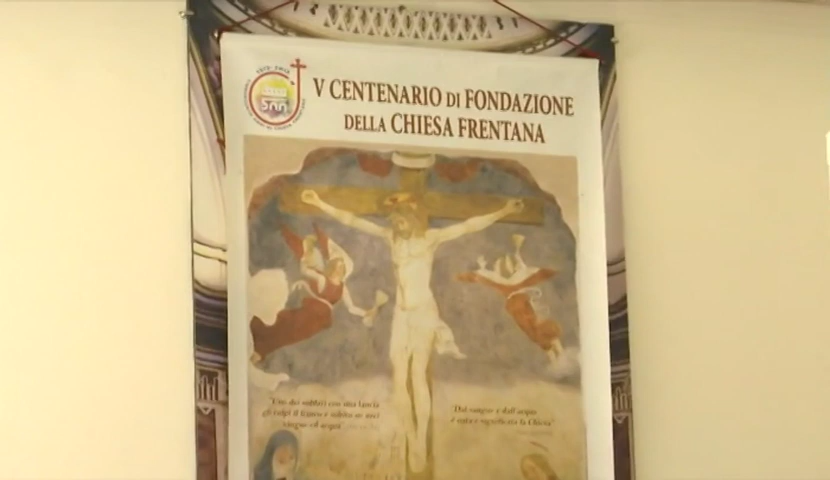 V CENTENARIO DI FONDAZIONE
DELLA CHIESA FRENTANA
500
"Uno dei soldati con una lancia
gli colpì il fianco e subito ne uscì
sangue ed acqua"
"Dal sangue e dall'acqua
è nata e significata la Chiesa"